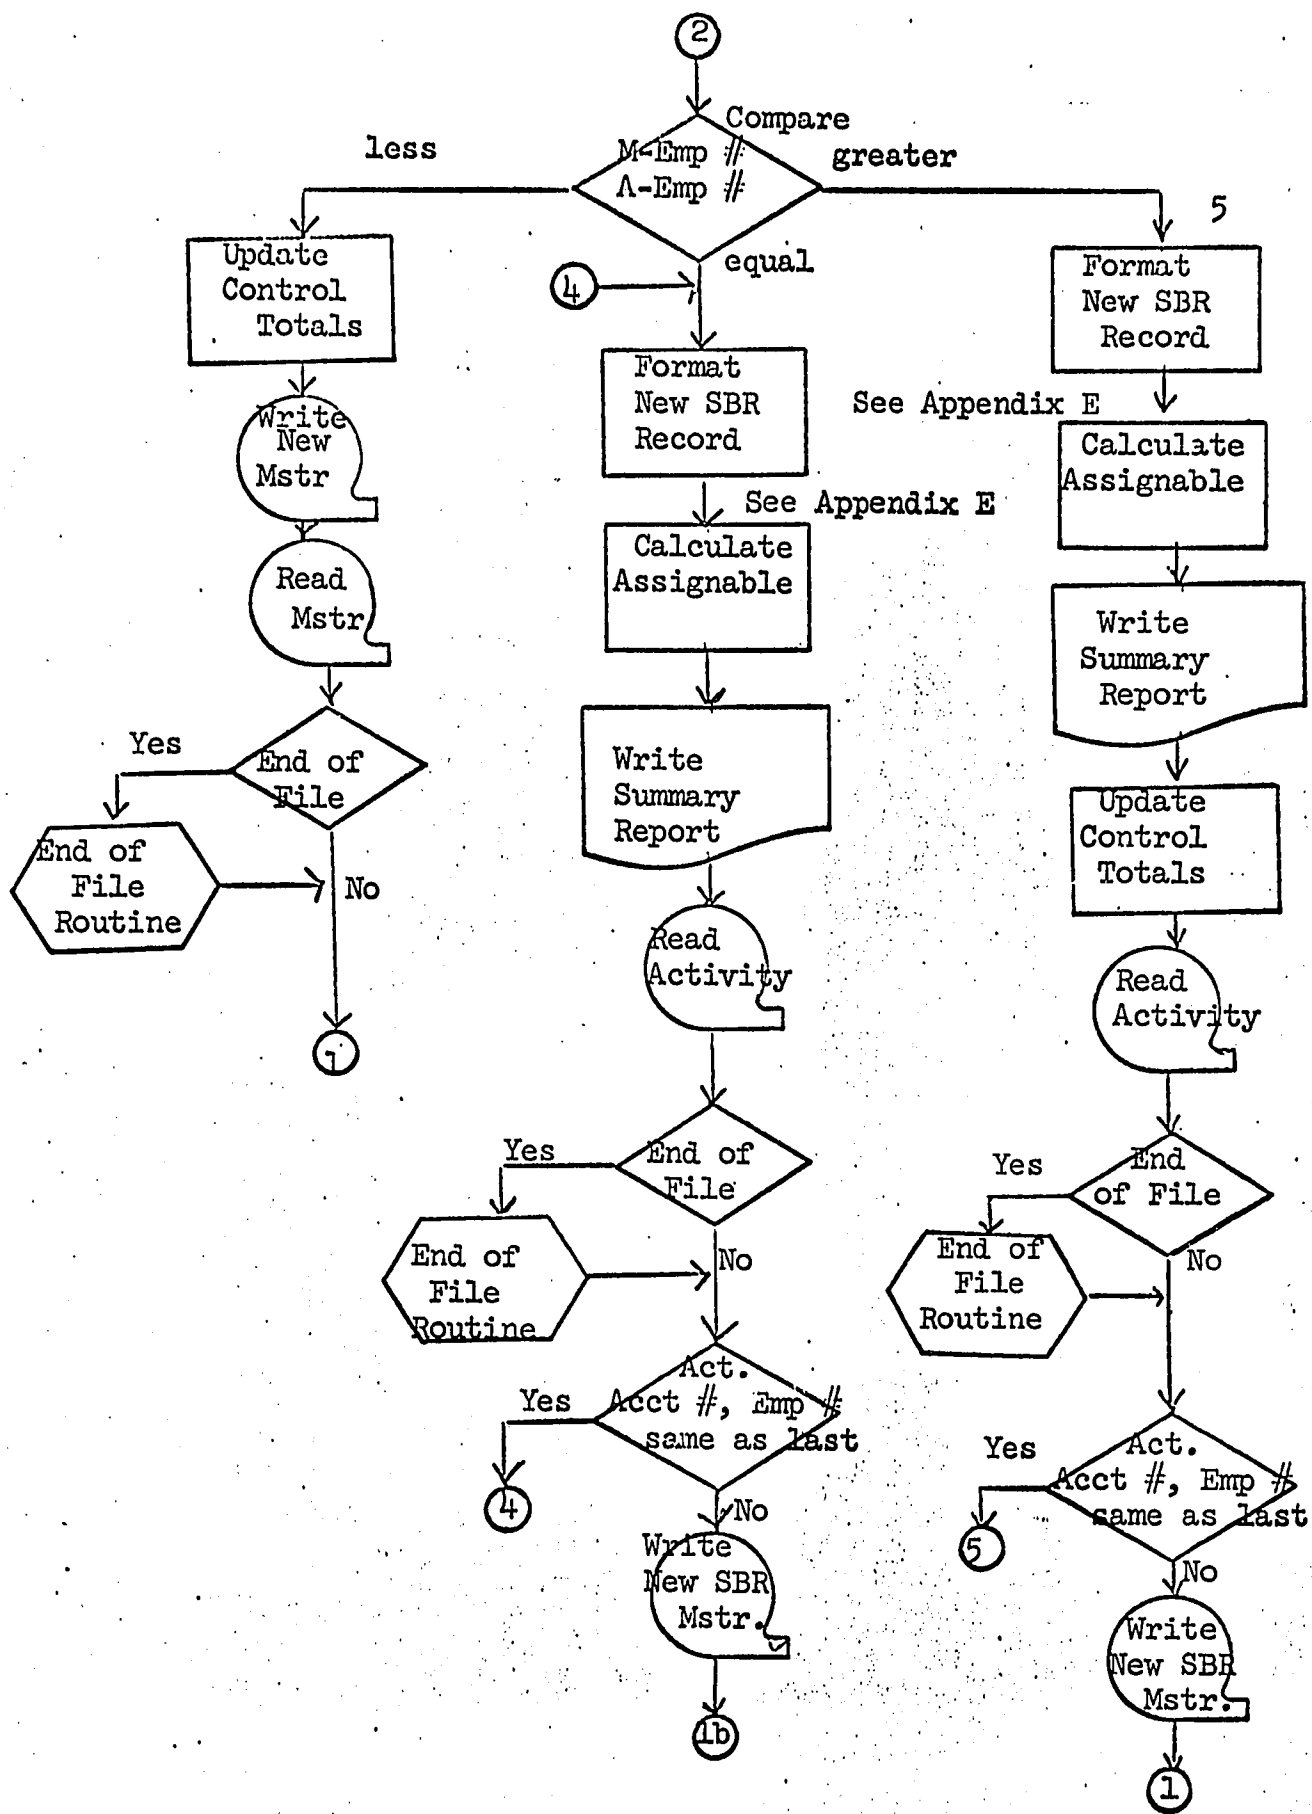 2
Compare
M-Emp #
A-Emp #
less
greater
equal
4
5
Update
Control
Totals
Write
New
Mstr
Read
Mstr
End of
File
Yes
End of
File
Routine
No
1
Format
New SBR
Record
See Appendix E
Calculate
Assignable
Write
Summary
Report
Read
Activity
End of
File
Yes
End of
File
Routine
No
Act.
Acct #, Emp #
same as last
Yes
4
No
Write
New SBR
Mstr.
1b
Format
New SBR
Record
See Appendix E
Calculate
Assignable
Write
Summary
Report
Update
Control
Totals
Read
Activity
End
of File
Yes
End of
File
Routine
No
Act.
Acct #, Emp #
same as last
Yes
5
No
Write
New SBR
Mstr.
1